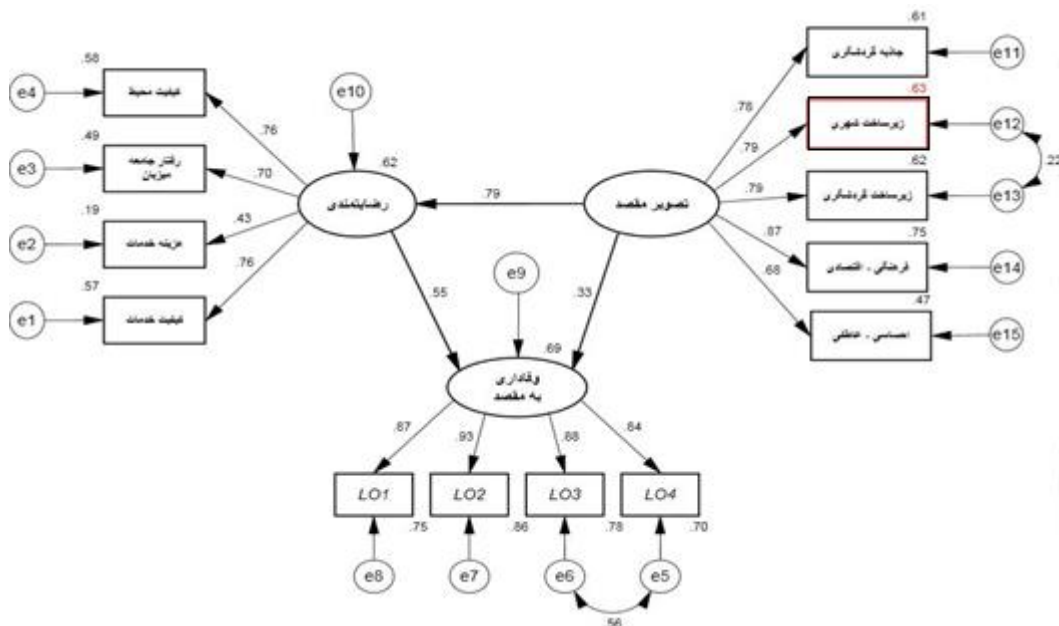 .61
.58
جاذبه گردشگری
e11
e4
کیفیت محیط
e10
.63
.76
.78
زیرساخت شهری
e12
.49
.79
e3
رفتار جامعه
میزبان
.70
.62
.62
.22
رضایتمندی
.79
تصویر مقصد
.79
زیرساخت گردشگری
e13
.19
.43
.87
.75
e2
هزینه خدمات
.76
.68
فرهنگی ـ اقتصادی
e14
e9
.57
.55
.33
.47
e1
کیفیت خدمات
احساسی ـ عاطفی
e15
.69
وفاداری
به مقصد
.87
.93
.88
.84
LO1
LO2
LO3
LO4
.75
.86
.78
.70
e8
e7
e6
e5
.56